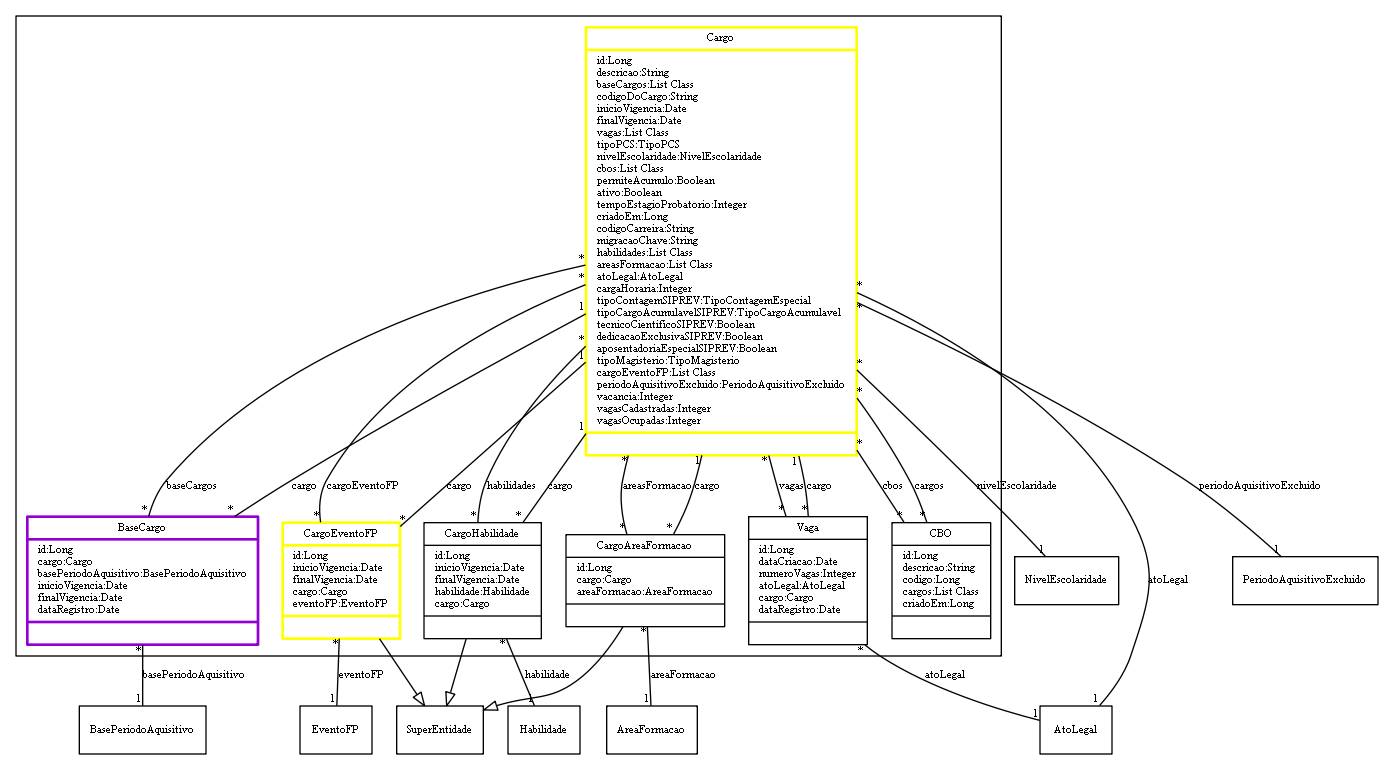 Cargo
id:Long
descricao:String
baseCargos:List Class
codigoDoCargo:String
inicioVigencia:Date
finalVigencia:Date
vagas:List Class
tipoPCS:TipoPCS
nivelEscolaridade:NivelEscolaridade
cbos:List Class
permiteAcumulo:Boolean
ativo:Boolean
tempoEstagioProbatorio:Integer
criadoEm:Long
codigoCarreira:String
migracaoChave:String
habilidades:List Class
areasFormacao:List Class
atoLegal:AtoLegal
cargaHoraria:Integer
tipoContagemSIPREV:TipoContagemEspecial
tipoCargoAcumulavelSIPREV:TipoCargoAcumulavel
tecnicoCientificoSIPREV:Boolean
dedicacaoExclusivaSIPREV:Boolean
aposentadoriaEspecialSIPREV:Boolean
tipoMagisterio:TipoMagisterio
cargoEventoFP:List Class
periodoAquisitivoExcluido:PeriodoAquisitivoExcluido
vacancia:Integer
vagasCadastradas:Integer
vagasOcupadas:Integer
* * 1 * 1 1
* * * * *
* 1 * 1
baseCargos cargo cargoEventoFP cargo habilidades cargo areasFormacao cargo vagas cargo cbos cargos nivelEscolaridade periodoAquisitivoExcluido
* * * * * * * * * * * * 1 1
BaseCargo
id:Long
cargo:Cargo
basePeriodoAquisitivo:BasePeriodoAquisitivo
inicioVigencia:Date
finalVigencia:Date
dataRegistro:Date
CargoEventoFP
id:Long
inicioVigencia:Date
finalVigencia:Date
cargo:Cargo
eventoFP:EventoFP
CargoHabilidade
id:Long
inicioVigencia:Date
finalVigencia:Date
habilidade:Habilidade
cargo:Cargo
CargoAreaFormacao
id:Long
cargo:Cargo
areaFormacao:AreaFormacao
Vaga
id:Long
dataCriacao:Date
numeroVagas:Integer
atoLegal:AtoLegal
cargo:Cargo
dataRegistro:Date
CBO
id:Long
descricao:String
codigo:Long
cargos:List Class
criadoEm:Long
NivelEscolaridade
atoLegal
PeriodoAquisitivoExcluido
* * * * *
basePeriodoAquisitivo eventoFP habilidade areaFormacao atoLegal
1 1 1 1 1 1
BasePeriodoAquisitivo
EventoFP
SuperEntidade
Habilidade
AreaFormacao
AtoLegal